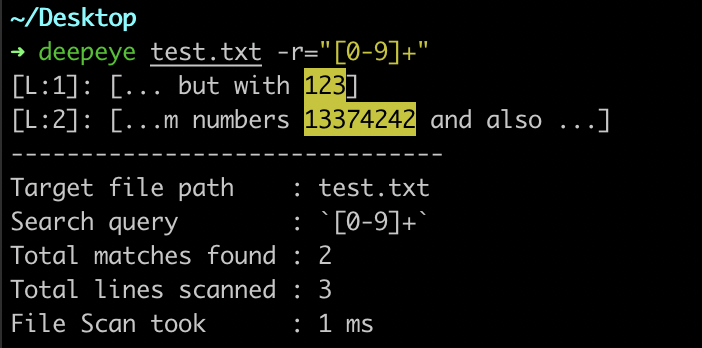 ~/Desktop
➜ deepeye test.txt -r="[0-9]+"
[L:1]: [... but with 123]
[L:2]: [...m numbers 13374242 and also ...]
-------------------------------
Target file path    : test.txt
Search query        : `[0-9]+`
Total matches found : 2
Total lines scanned : 3
File Scan took      : 1 ms